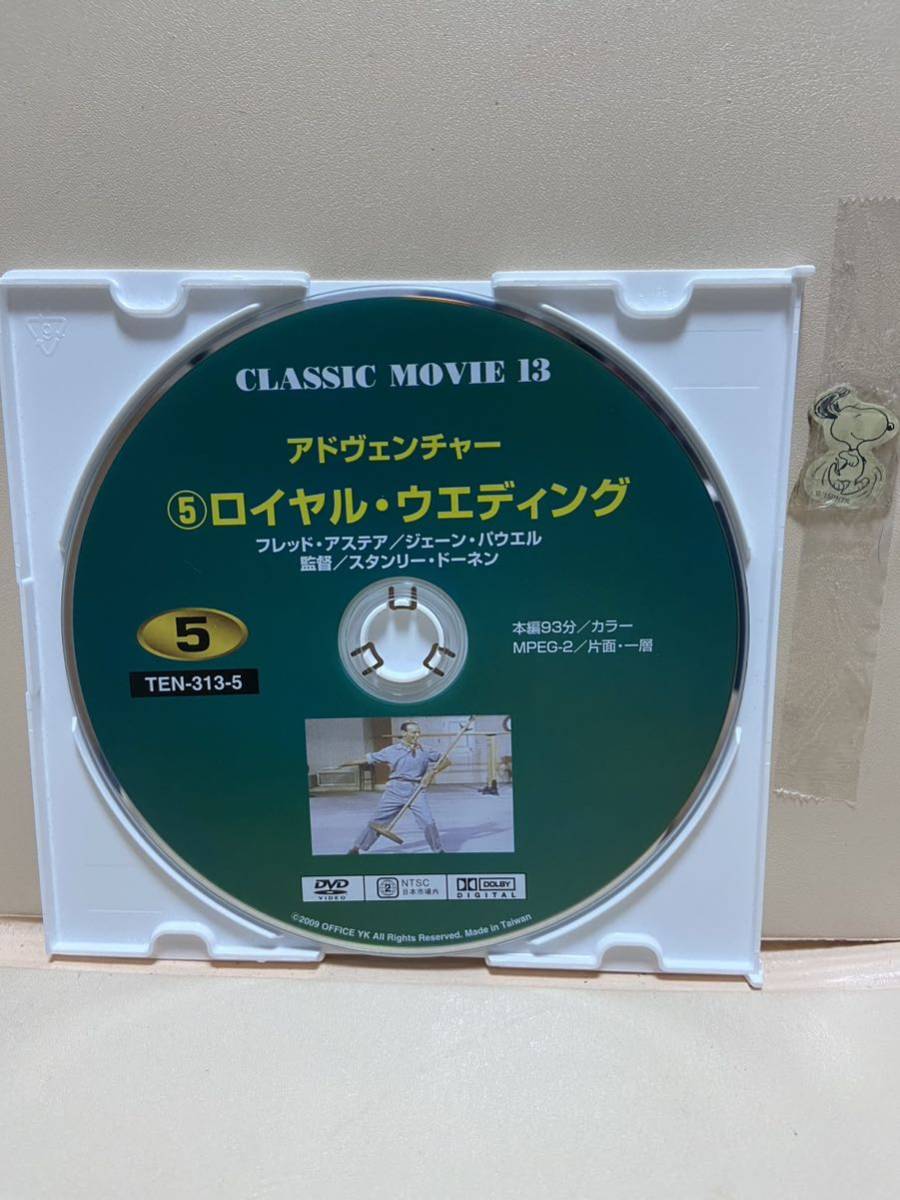 CLASSIC MOVIE 13
アドヴェンチャー
⑤ロイヤル・ウエディング
フレッド・アステア／ジェーン・パウエル
監督／スタンリー・ドーネン
5
TEN-313-5
本編93分／カラー
MPEG-2／片面・一層
DVD
VIDEO
2
NTSC
日本市場内
DOLBY
DIGITAL
©2009 OFFICE YK All Rights Reserved. Made in Taiwan